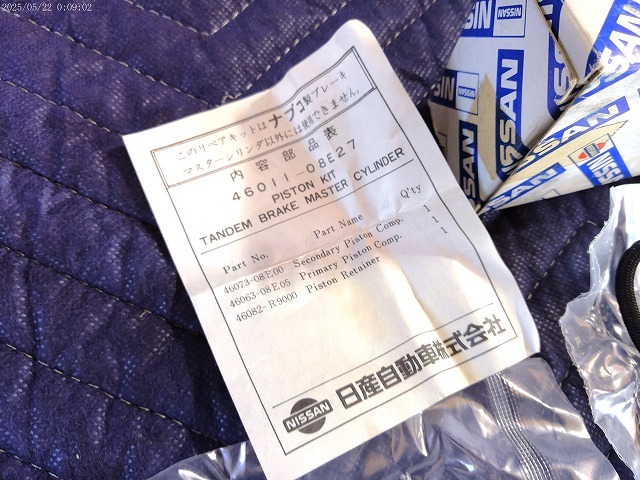 2025/05/22 0:09:02
このリペアキットはナブコ製ブレーキ
マスターシリンダ以外には使用できません。
内容部品表
46011-08E27
PISTON KIT
TANDEM BRAKE MASTER CYLINDER
Part No. Part Name Q'ty
46073-08E00 Secondary Piston Comp. 1
46063-08E05 Primary Piston Comp. 1
46082-R9000 Piston Retainer 1
NISSAN 日産自動車株式会社
NISSAN
NISSAN
NISSAN
NISSAN